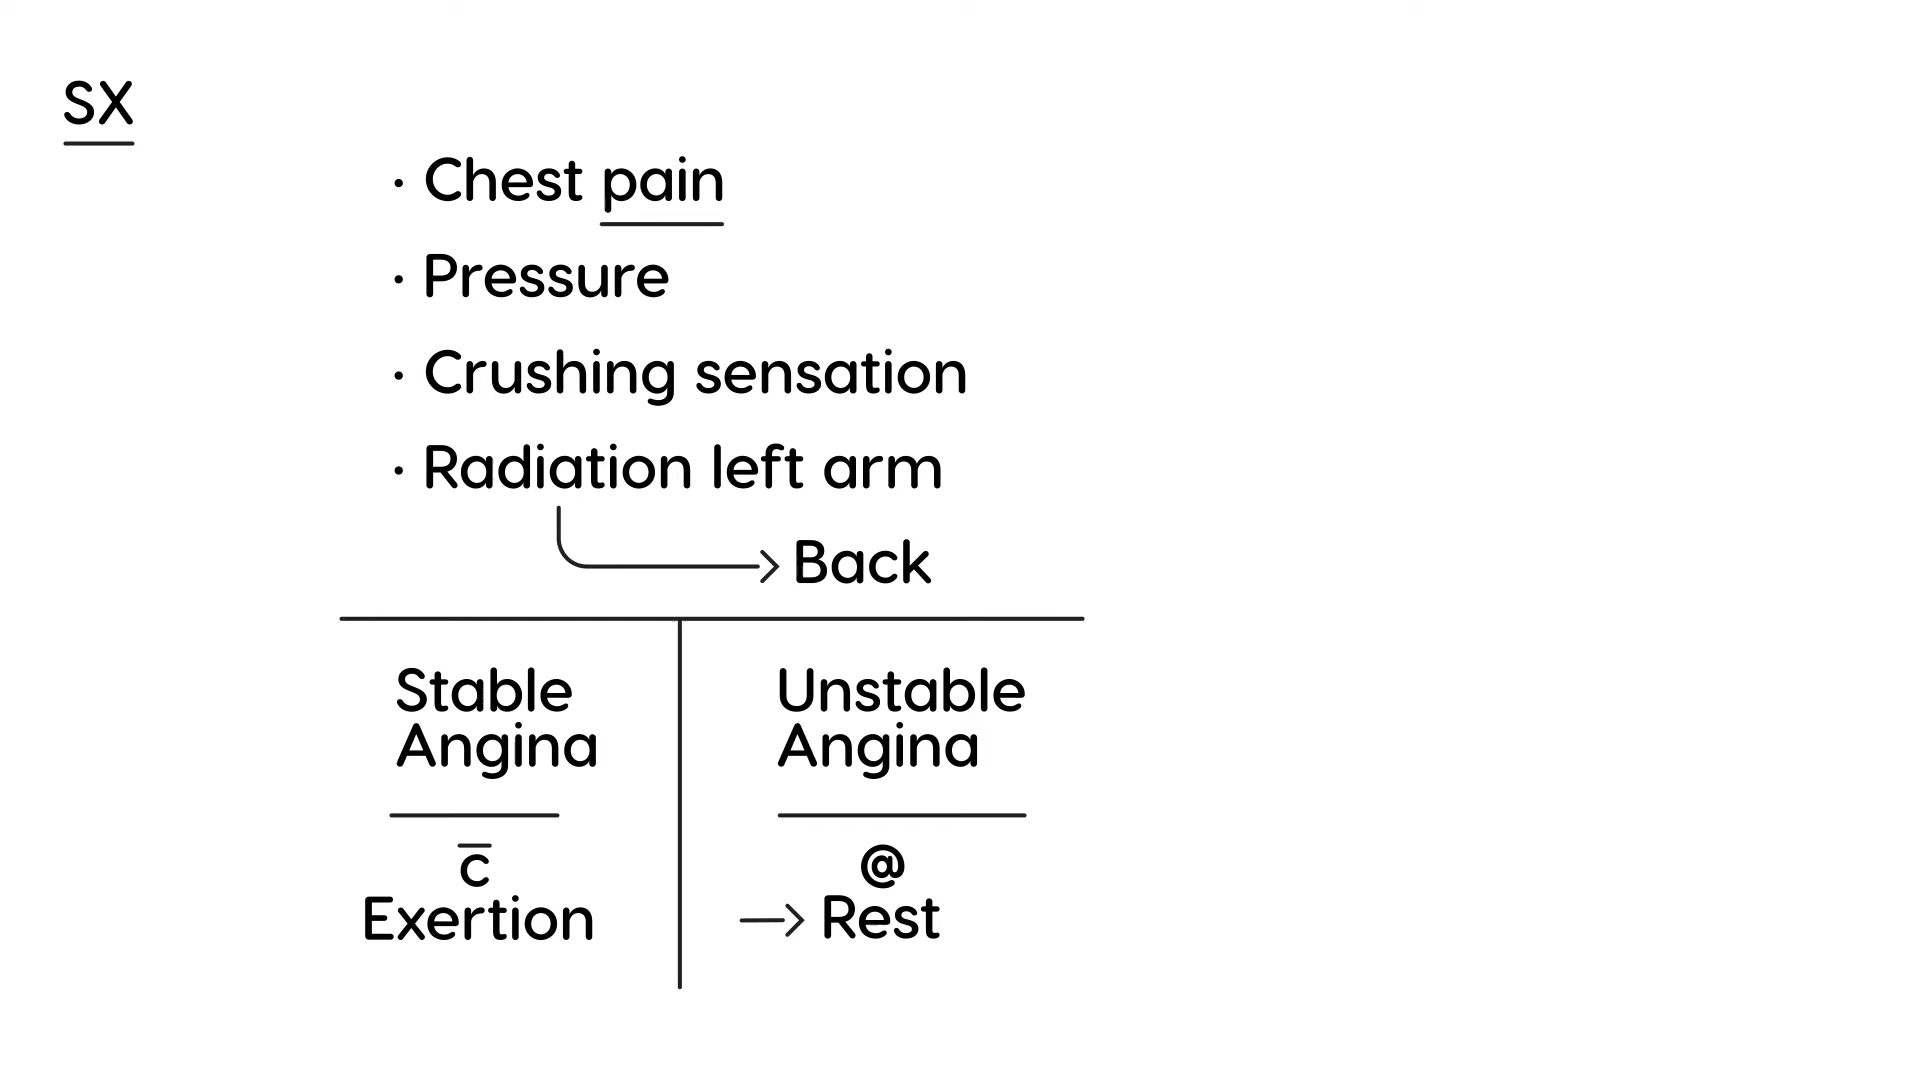 SX
· Chest pain
· Pressure
· Crushing sensation
· Radiation left arm
Back
Stable
Angina
c̅
Exertion
Unstable
Angina
@
→ Rest